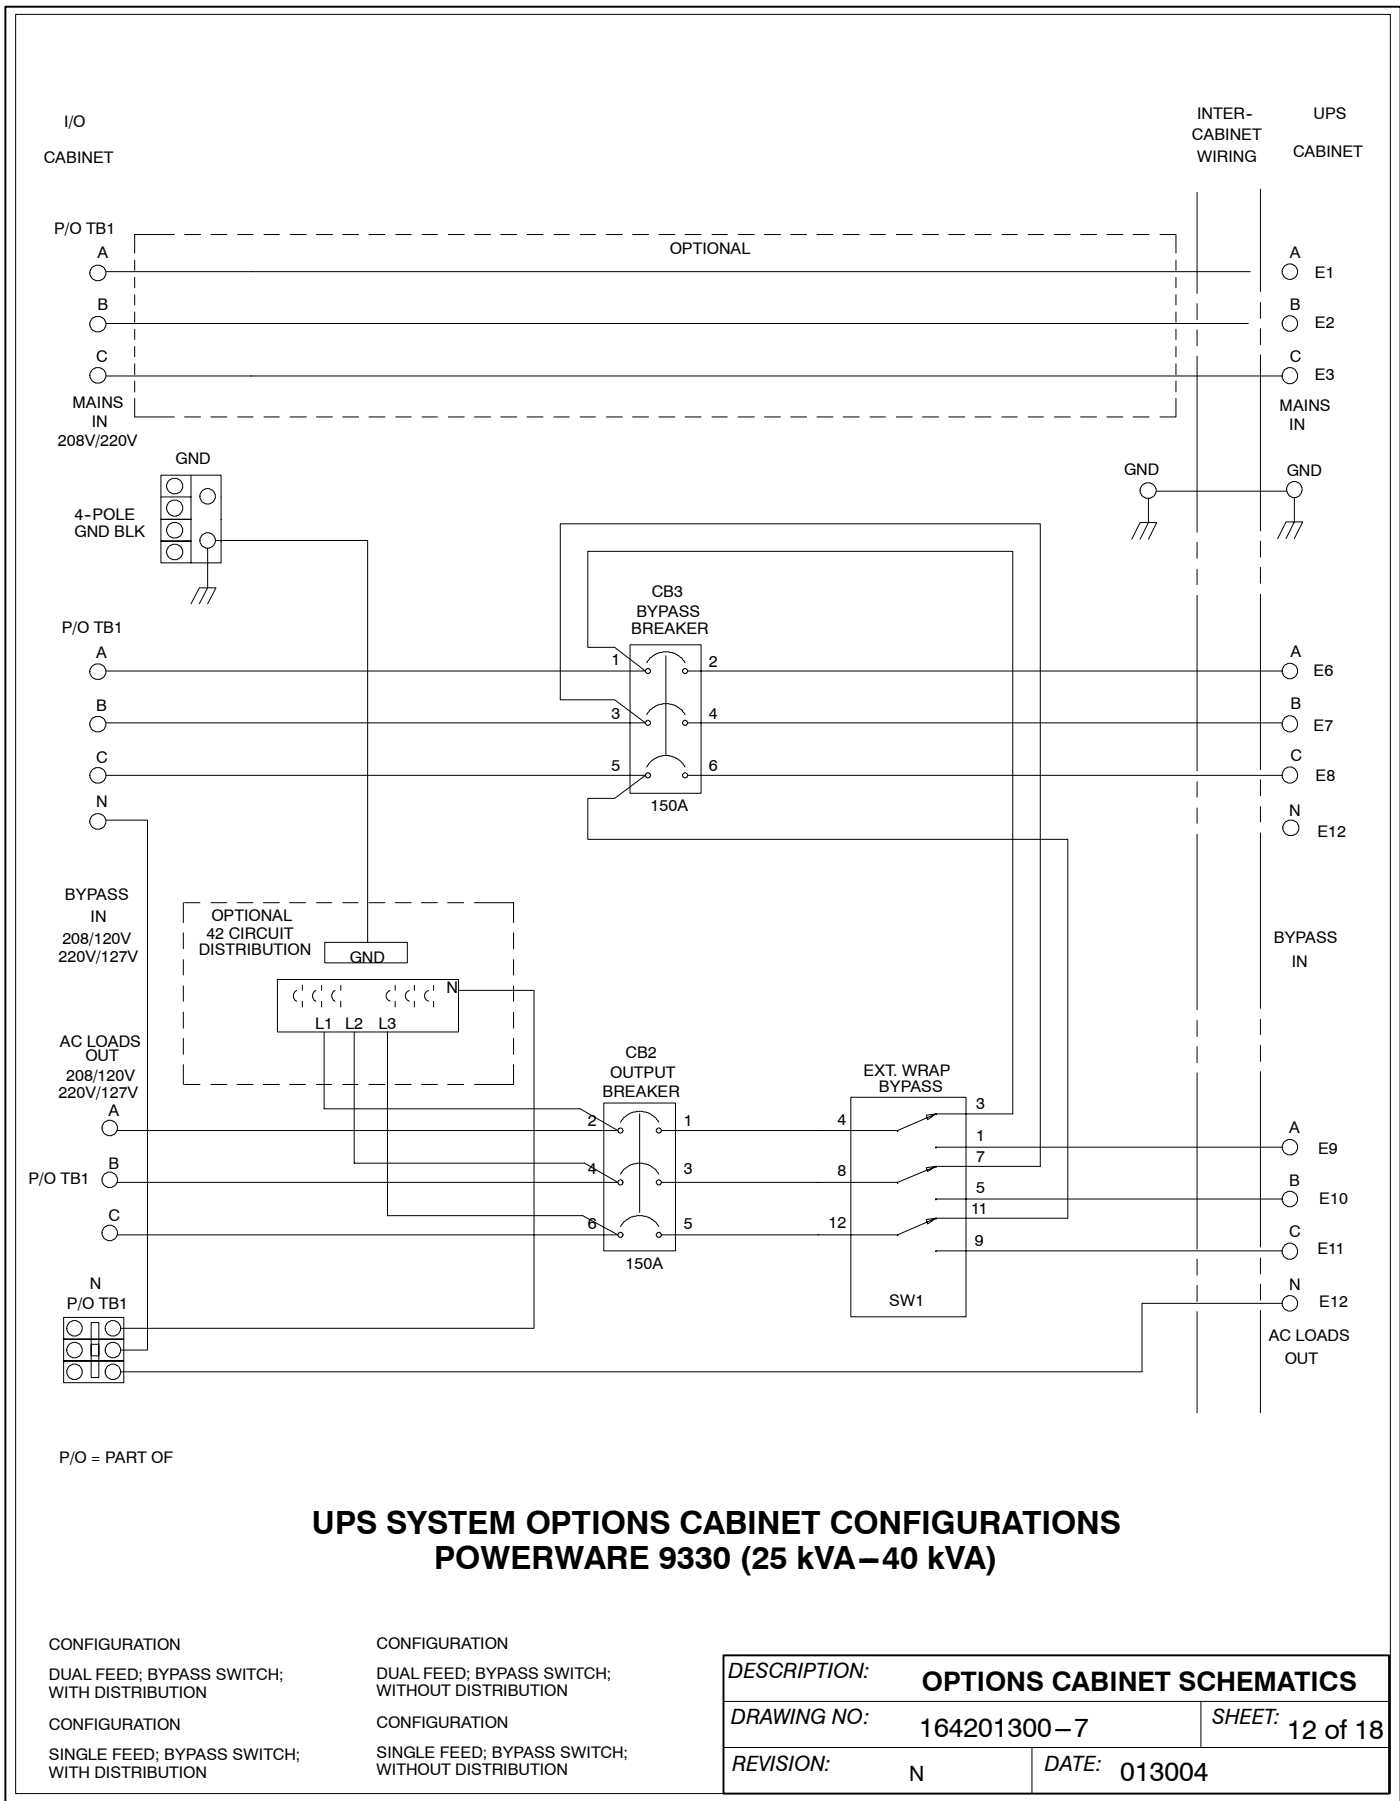 I/O
CABINET
INTER-
CABINET
WIRING
UPS
CABINET
P/O TB1
OPTIONAL
A
A
E1
B
B
E2
C
C
E3
MAINS
IN
208V/220V
MAINS
IN
GND
4-POLE
GND BLK
GND
GND
CB3
BYPASS
BREAKER
P/O TB1
A
1
2
A
E6
B
3
4
B
E7
C
5
6
C
E8
150A
N
N
E12
BYPASS
IN
208/120V
220V/127V
OPTIONAL
42 CIRCUIT
DISTRIBUTION
GND
BYPASS
IN
N
L1
L2
L3
AC LOADS
OUT
208/120V
220V/127V
CB2
OUTPUT
BREAKER
EXT. WRAP
BYPASS
A
2
1
4
3
1
A
E9
B
P/O TB1
4
3
8
7
5
B
E10
C
6
5
12
11
9
C
E11
150A
SW1
N
P/O TB1
N
E12
AC LOADS
OUT
P/O = PART OF
UPS SYSTEM OPTIONS CABINET CONFIGURATIONS
POWERWARE 9330 (25 kVA–40 kVA)
CONFIGURATION
DUAL FEED; BYPASS SWITCH;
WITH DISTRIBUTION
CONFIGURATION
SINGLE FEED; BYPASS SWITCH;
WITH DISTRIBUTION
CONFIGURATION
DUAL FEED; BYPASS SWITCH;
WITHOUT DISTRIBUTION
CONFIGURATION
SINGLE FEED; BYPASS SWITCH;
WITHOUT DISTRIBUTION
DESCRIPTION: OPTIONS CABINET SCHEMATICS
DRAWING NO: 164201300–7 SHEET: 12 of 18
REVISION: N DATE: 013004